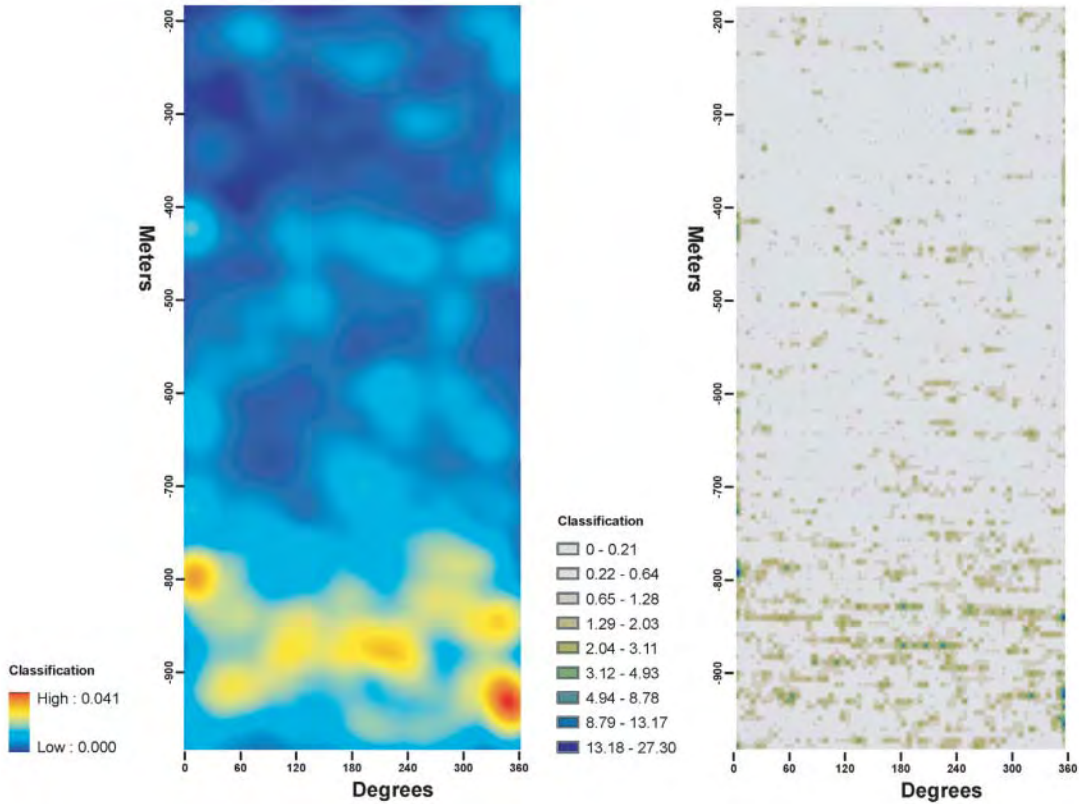 -200
-300
-400
-500
-600
-700
-800
-900
Meters
0 60 120 180 240 300 360
Degrees
Classification
High : 0.041
Low : 0.000
-200
-300
-400
-500
-600
-700
-800
-900
Meters
0 60 120 180 240 300 360
Degrees
Classification
0 - 0.21
0.22 - 0.64
0.65 - 1.28
1.29 - 2.03
2.04 - 3.11
3.12 - 4.93
4.94 - 8.78
8.79 - 13.17
13.18 - 27.30